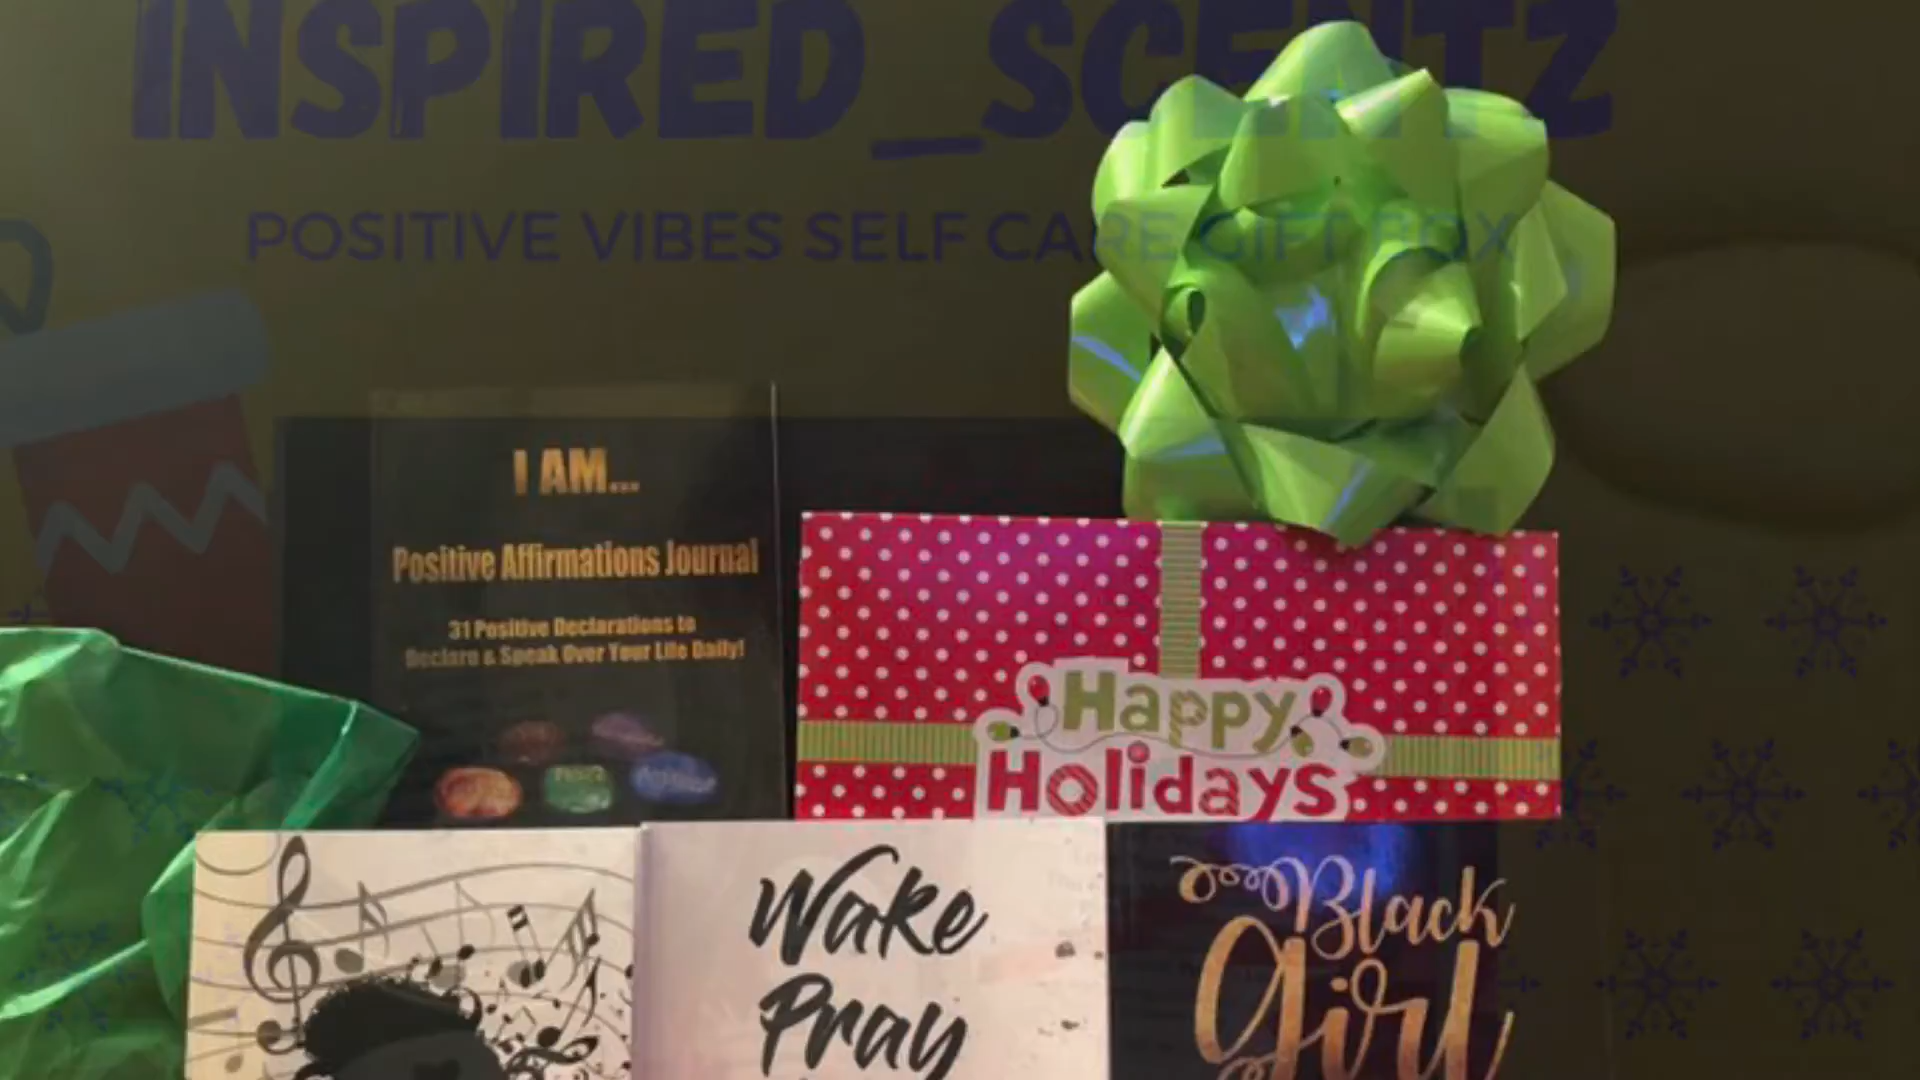 INSPIRED_SCENTZ
POSITIVE VIBES SELF CARE GIFT BOX
I AM...
Positive Affirmations Journal
31 Positive Declarations to
Declare & Speak Over Your Life Daily!
Happy
Holidays
Wake
Pray
Black
Girl